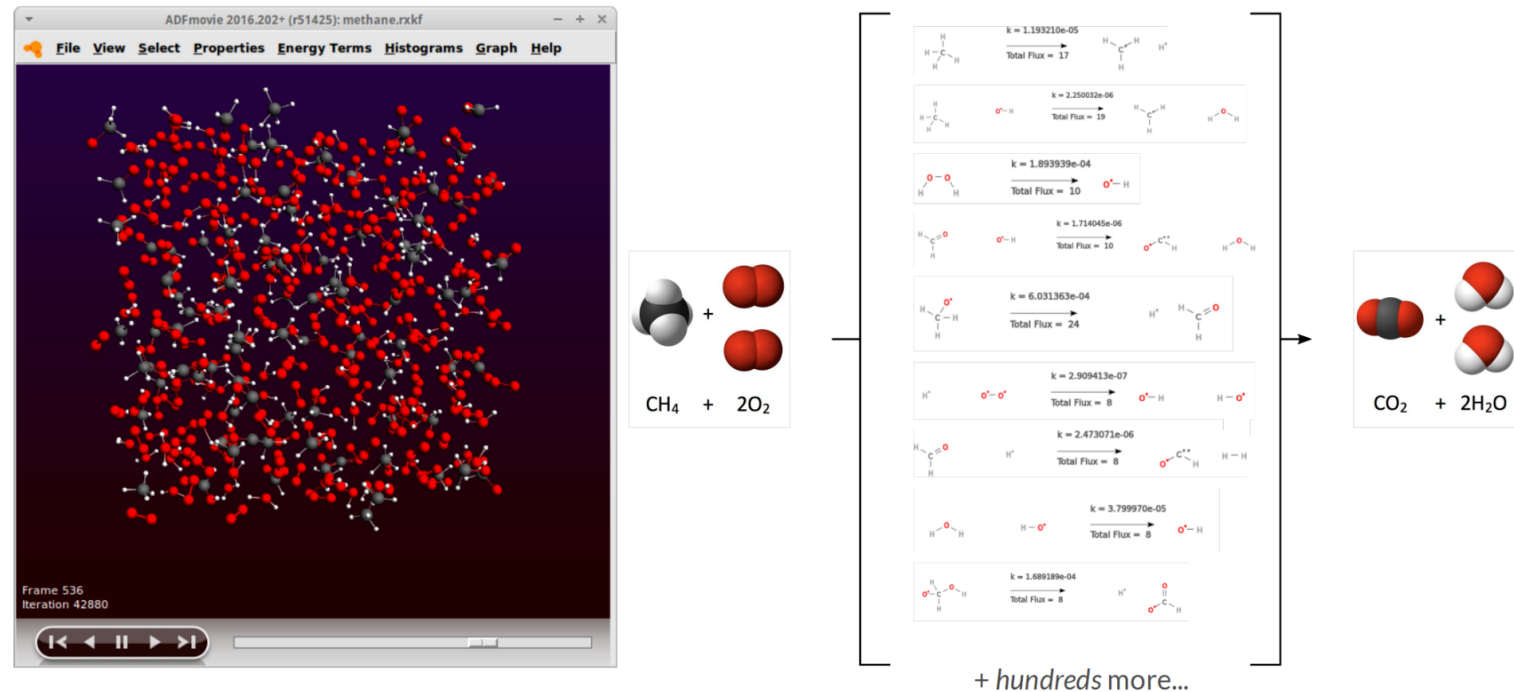 ADFmovie 2016.202+ (r51425): methane.rxkf
File View Select Properties Energy Terms Histograms Graph Help
Frame 536
Iteration 42880
+
CH₄ + 2O₂
k = 1.193210e-05
Total Flux = 17
H H C H H
H C H H
H•
k = 2.250032e-06
Total Flux = 19
H H C H H
O•–H
H C H H
H O H
k = 1.893939e-04
Total Flux = 10
H O–O H
O•–H
k = 1.714045e-06
Total Flux = 10
H C O H
O•–H
O• C H
H O H
k = 6.031363e-04
Total Flux = 24
H O• C–H H
H•
H C O H
k = 2.909413e-07
Total Flux = 8
H•
O•–O•
O•–H
H–O•
k = 2.473071e-06
Total Flux = 8
H C O H
H•
O• C H
H–H
k = 3.799970e-05
Total Flux = 8
H O H
H–O•
O•–H
k = 1.689189e-04
Total Flux = 8
H O• C O H H
H•
O C O• H
+ hundreds more...
+
CO₂ + 2H₂O